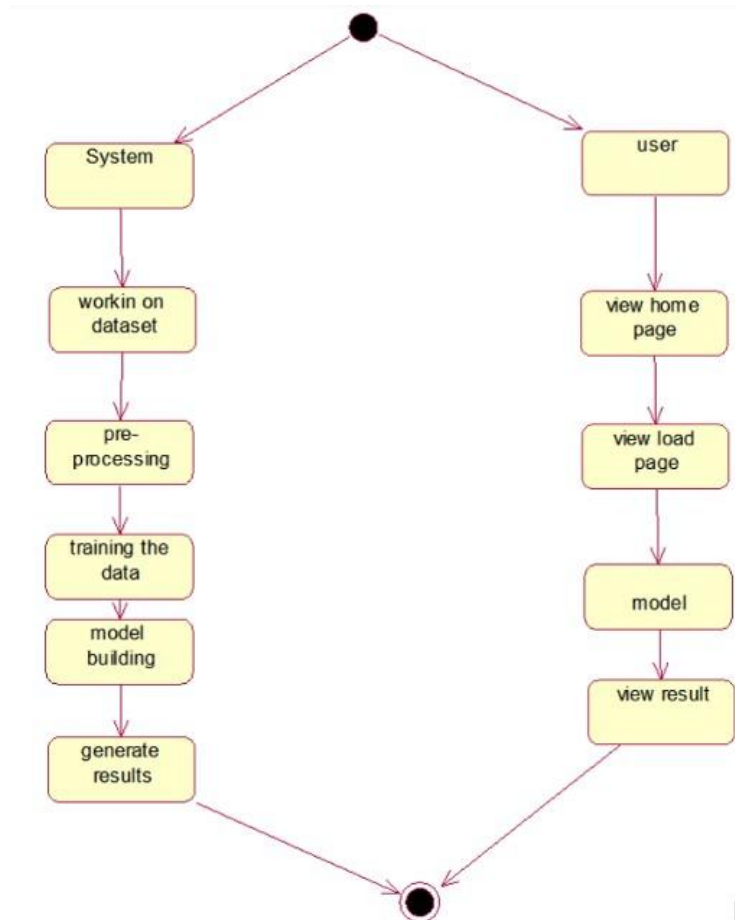 System
user
workin on
dataset
view home
page
pre-
processing
view load
page
training the
data
model
model
building
view result
generate
results